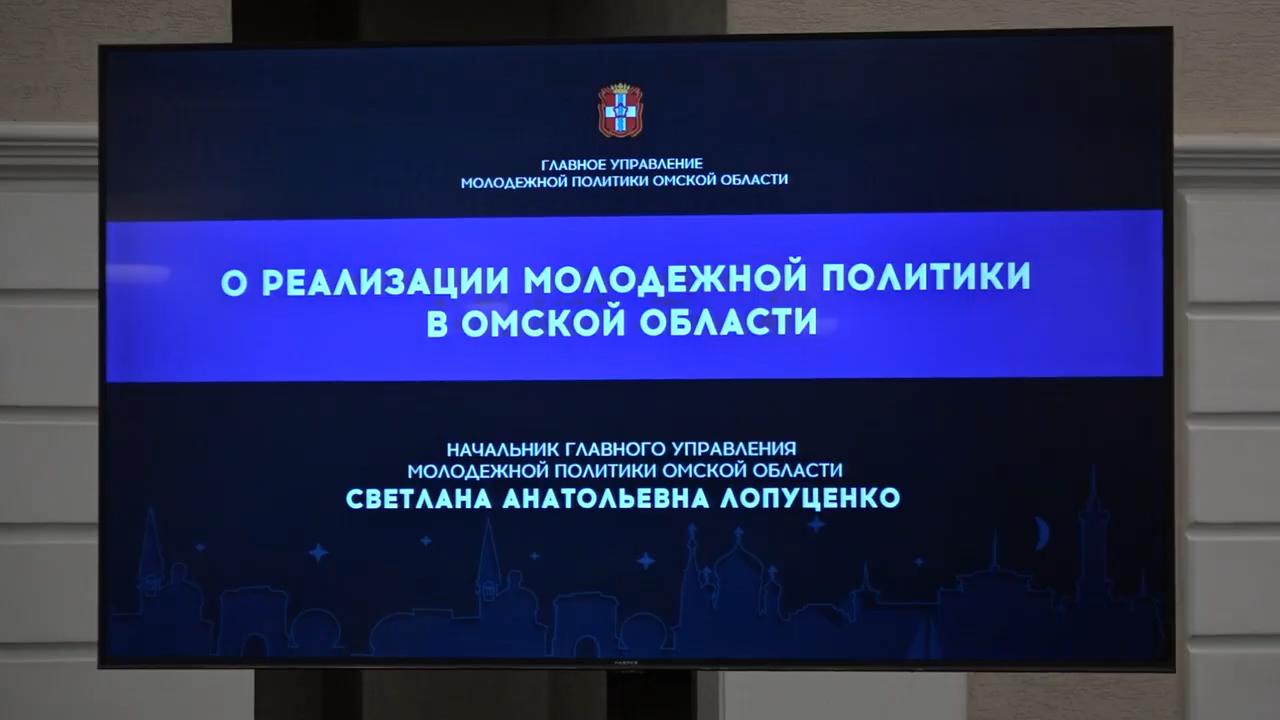 ГЛАВНОЕ УПРАВЛЕНИЕ
МОЛОДЕЖНОЙ ПОЛИТИКИ ОМСКОЙ ОБЛАСТИ
О РЕАЛИЗАЦИИ МОЛОДЕЖНОЙ ПОЛИТИКИ
В ОМСКОЙ ОБЛАСТИ
НАЧАЛЬНИК ГЛАВНОГО УПРАВЛЕНИЯ
МОЛОДЕЖНОЙ ПОЛИТИКИ ОМСКОЙ ОБЛАСТИ
СВЕТЛАНА АНАТОЛЬЕВНА ЛОПУЦЕНКО